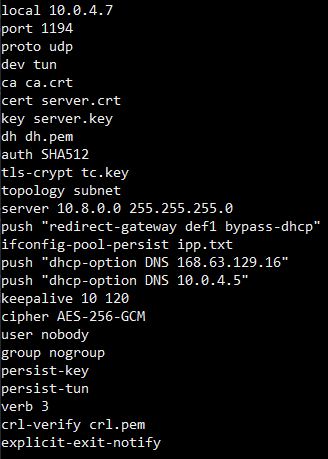 local 10.0.4.7
port 1194
proto udp
dev tun
ca ca.crt
cert server.crt
key server.key
dh dh.pem
auth SHA512
tls-crypt tc.key
topology subnet
server 10.8.0.0 255.255.255.0
push "redirect-gateway def1 bypass-dhcp"
ifconfig-pool-persist ipp.txt
push "dhcp-option DNS 168.63.129.16"
push "dhcp-option DNS 10.0.4.5"
keepalive 10 120
cipher AES-256-GCM
user nobody
group nogroup
persist-key
persist-tun
verb 3
crl-verify crl.pem
explicit-exit-notify